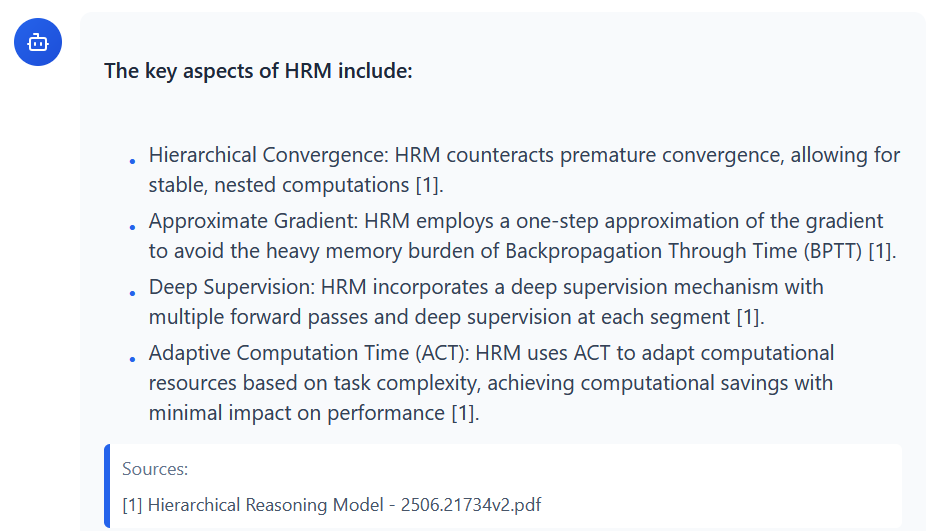 The key aspects of HRM include:
Hierarchical Convergence: HRM counteracts premature convergence, allowing for
stable, nested computations [1].
Approximate Gradient: HRM employs a one-step approximation of the gradient
to avoid the heavy memory burden of Backpropagation Through Time (BPTT) [1].
Deep Supervision: HRM incorporates a deep supervision mechanism with
multiple forward passes and deep supervision at each segment [1].
Adaptive Computation Time (ACT): HRM uses ACT to adapt computational
resources based on task complexity, achieving computational savings with
minimal impact on performance [1].
Sources:
[1] Hierarchical Reasoning Model - 2506.21734v2.pdf